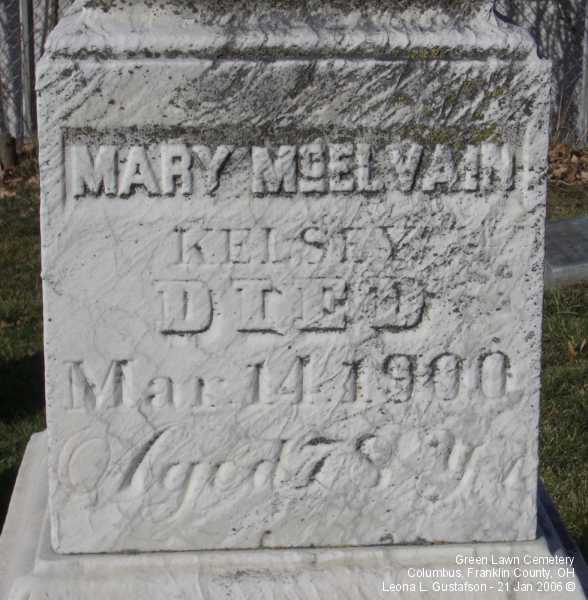 MARY McELVAIN
KELSEY
DIED
Mar 14.1900
Aged 78 Ys
Green Lawn Cemetery
Columbus, Franklin County, OH
Leona L. Gustafson - 21 Jan 2006 ©